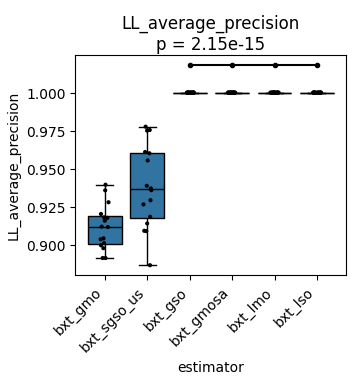 LL_average_precision
p = 2.15e-15
LL_average_precision
1.000
0.975
0.950
0.925
0.900
bxt_gmo
bxt_sgso_us
bxt_gso
bxt_gmosa
bxt_lmo
bxt_lso
estimator